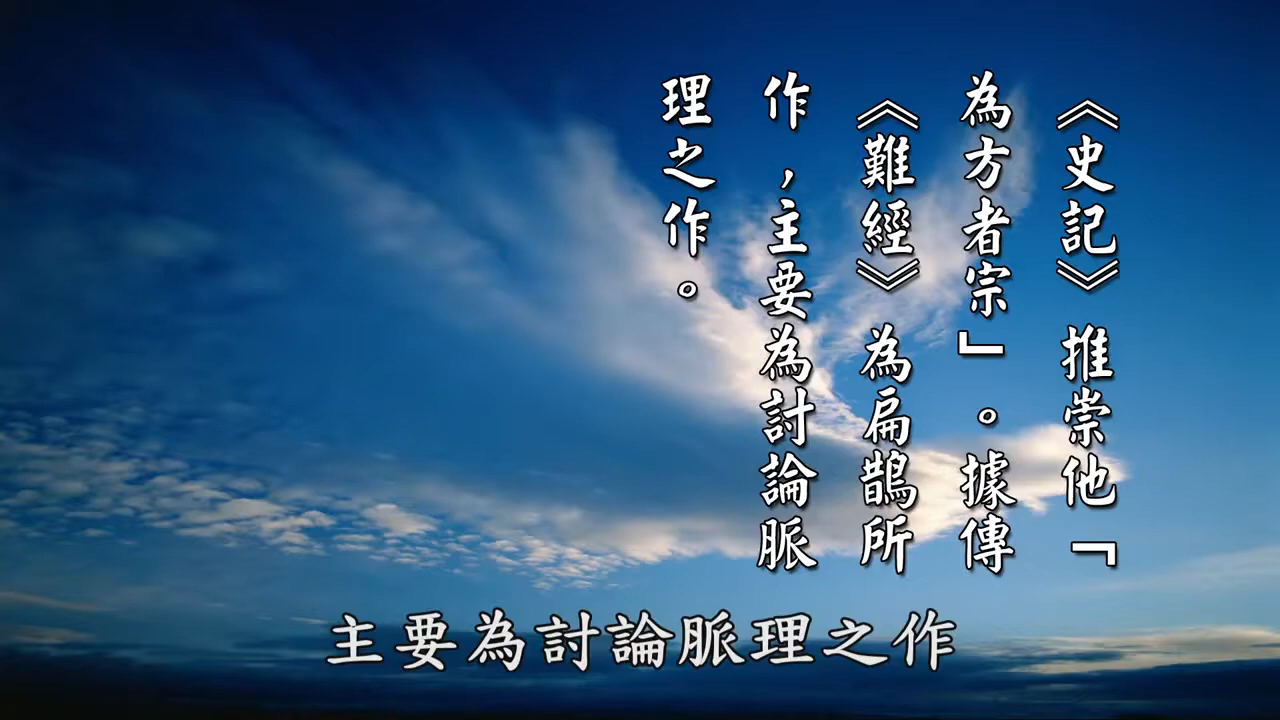 《史記》推崇他「
為方者宗」。據傳
《難經》為扁鵲所
作，主要為討論脈
理之作。
主要為討論脈理之作